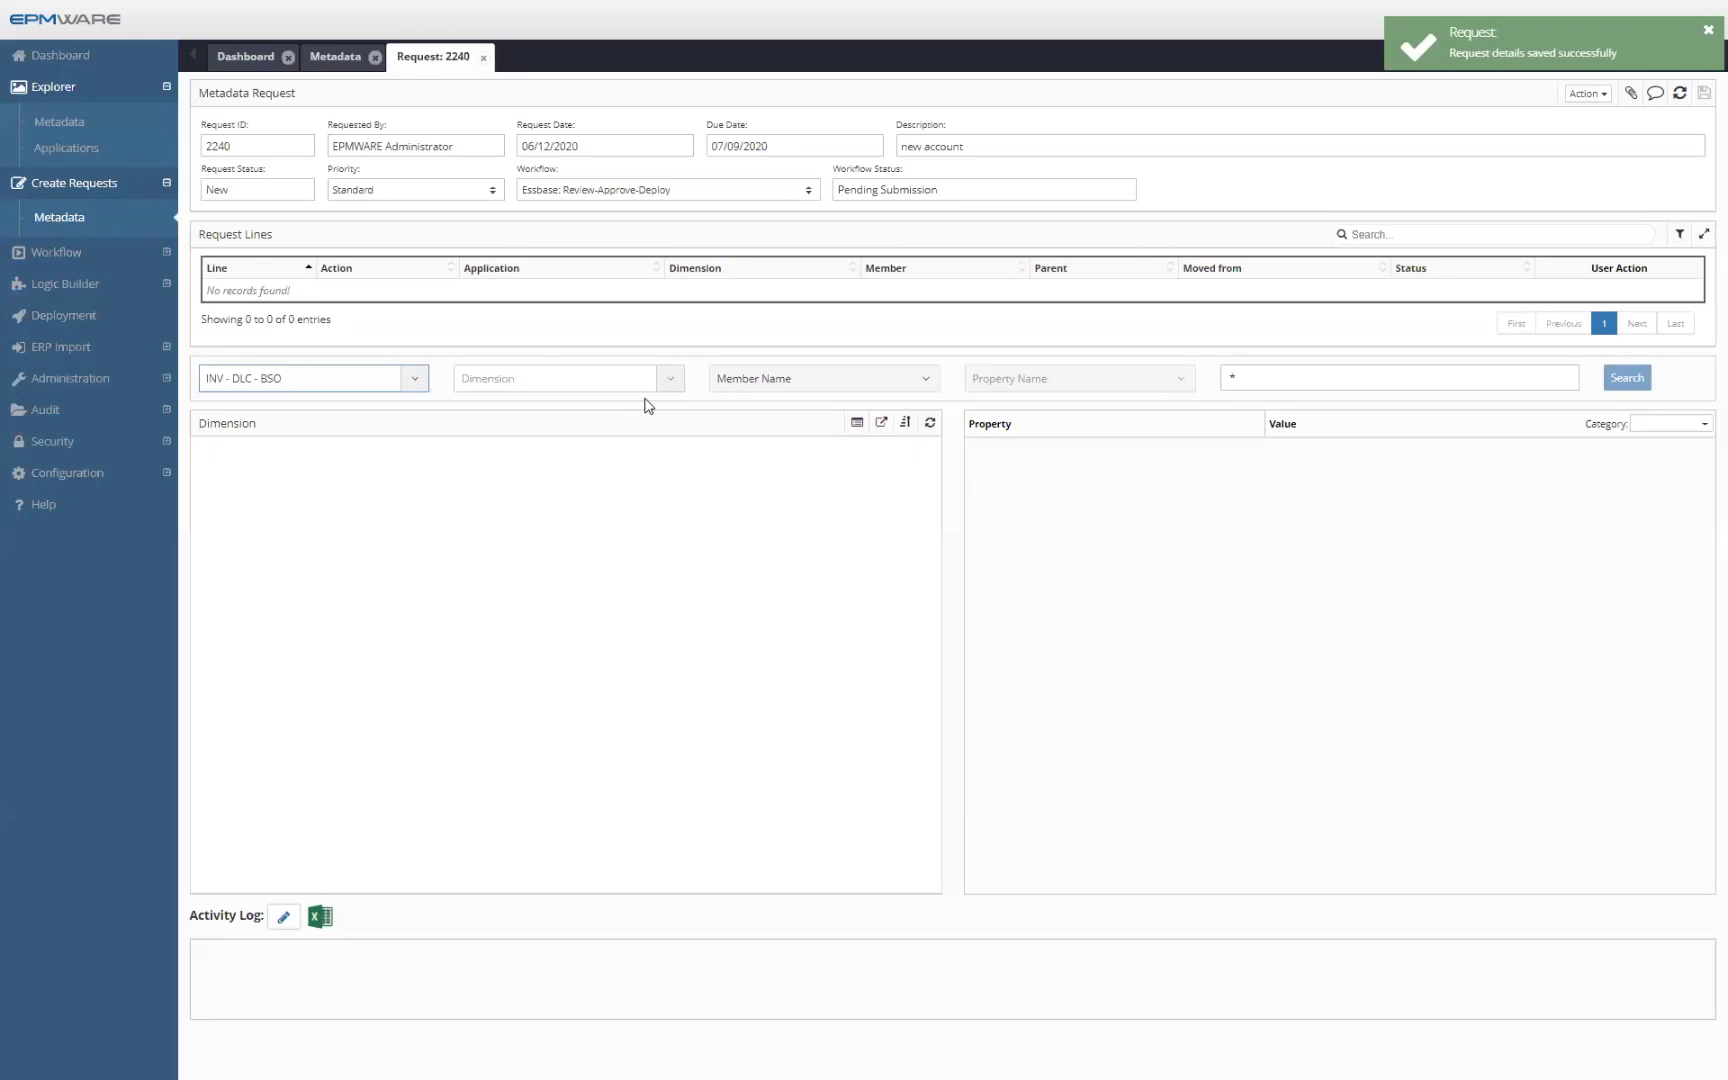 EPMWARE
Request:
Request details saved successfully
Dashboard
Explorer
Metadata
Applications
Create Requests
Metadata
Workflow
Logic Builder
Deployment
ERP Import
Administration
Audit
Security
Configuration
Help
Dashboard Metadata Request: 2240
Metadata Request Action
Request ID: Requested By: Request Date: Due Date: Description:
2240 EPMWARE Administrator 06/12/2020 07/09/2020 new account
Request Status: Priority: Workflow: Workflow Status:
New Standard Essbase: Review-Approve-Deploy Pending Submission
Request Lines Search...
Line Action Application Dimension Member Parent Moved from Status User Action
No records found!
Showing 0 to 0 of 0 entries First Previous 1 Next Last
INV - DLC - BSO Dimension Member Name Property Name * Search
Dimension Property Value Category:
Activity Log: